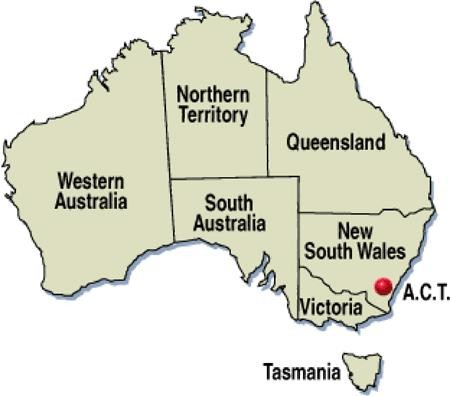 Northern
Territory
Queensland
Western
Australia
South
Australia
New
South Wales
A.C.T.
Victoria
Tasmania